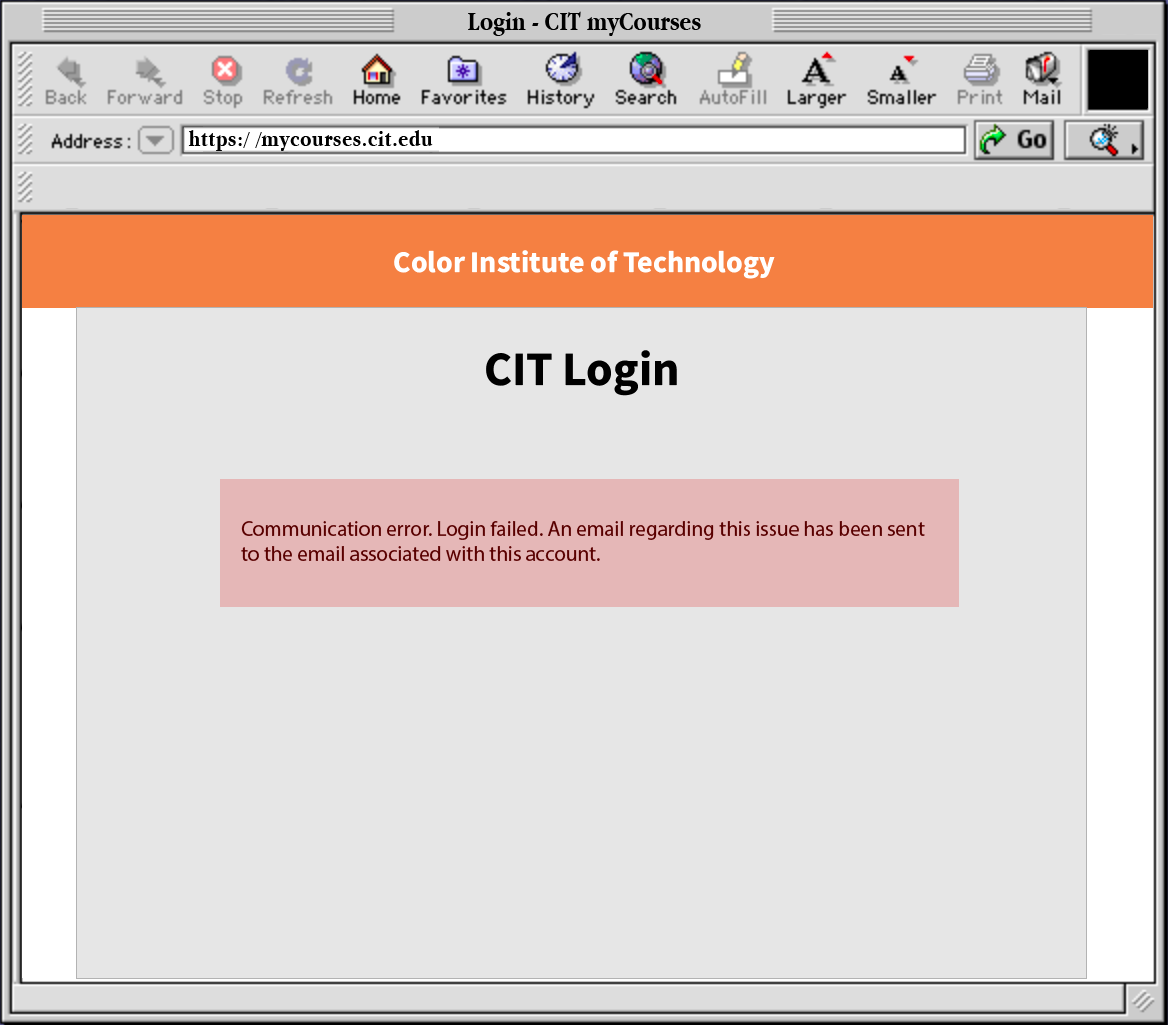 Login - CIT myCourses
Back Forward Stop Refresh Home Favorites History Search AutoFill Larger Smaller Print Mail
Address: https://mycourses.cit.edu Go
Color Institute of Technology
CIT Login
Communication error. Login failed. An email regarding this issue has been sent
to the email associated with this account.